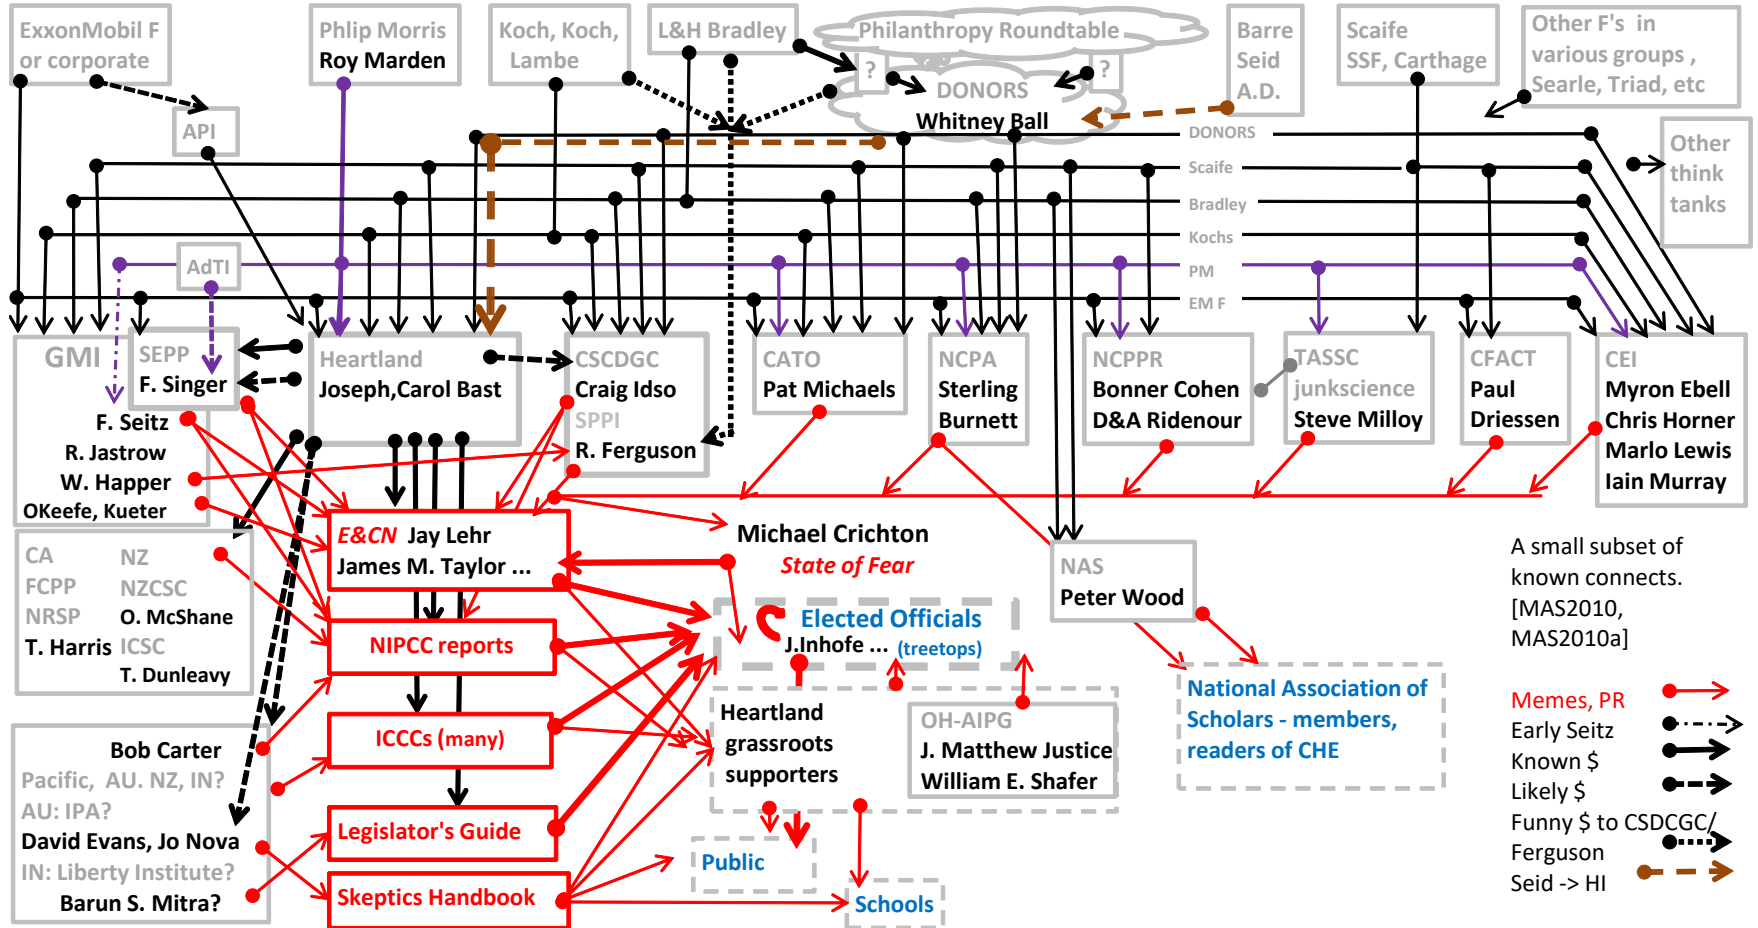 ExxonMobil F
or corporate
Phlip Morris
Roy Marden
Koch, Koch,
Lambe
L&H Bradley
Philanthropy Roundtable
?
?
DONORS
Whitney Ball
Barre
Seid
A.D.
Scaife
SSF, Carthage
Other F's in
various groups ,
Searle, Triad, etc
API
Other
think
tanks
DONORS
Scaife
Bradley
Kochs
PM
EM F
AdTI
GMI
SEPP
F. Singer
F. Seitz
R. Jastrow
W. Happer
OKeefe, Kueter
Heartland
Joseph,Carol Bast
CSCDGC
Craig Idso
SPPI
R. Ferguson
CATO
Pat Michaels
NCPA
Sterling
Burnett
NCPPR
Bonner Cohen
D&A Ridenour
TASSC
junkscience
Steve Milloy
CFACT
Paul
Driessen
CEI
Myron Ebell
Chris Horner
Marlo Lewis
Iain Murray
E&CN Jay Lehr
James M. Taylor ...
Michael Crichton
State of Fear
NAS
Peter Wood
A small subset of
known connects.
[MAS2010,
MAS2010a]
CA
FCPP
NRSP
T. Harris
NZ
NZCSC
O. McShane
ICSC
T. Dunleavy
NIPCC reports
Elected Officials
J.Inhofe ... (treetops)
National Association of
Scholars - members,
readers of CHE
Heartland
grassroots
supporters
OH-AIPG
J. Matthew Justice
William E. Shafer
ICCCs (many)
Bob Carter
Pacific, AU. NZ, IN?
AU: IPA?
David Evans, Jo Nova
IN: Liberty Institute?
Barun S. Mitra?
Legislator's Guide
Skeptics Handbook
Public
Schools
Memes, PR
Early Seitz
Known $
Likely $
Funny $ to CSDCGC/
Ferguson
Seid -> HI